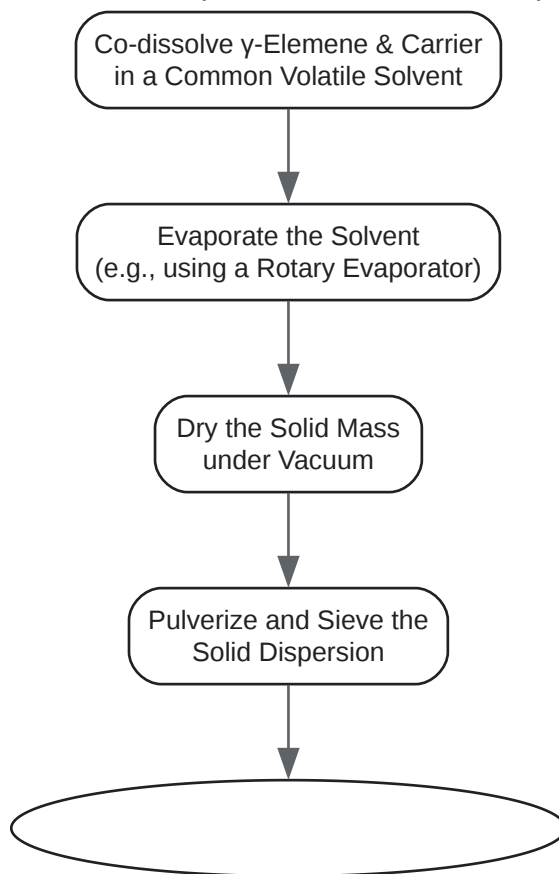 Co-dissolve γ-Elemene & Carrier
in a Common Volatile Solvent
Evaporate the Solvent
(e.g., using a Rotary Evaporator)
Dry the Solid Mass
under Vacuum
Pulverize and Sieve the
Solid Dispersion